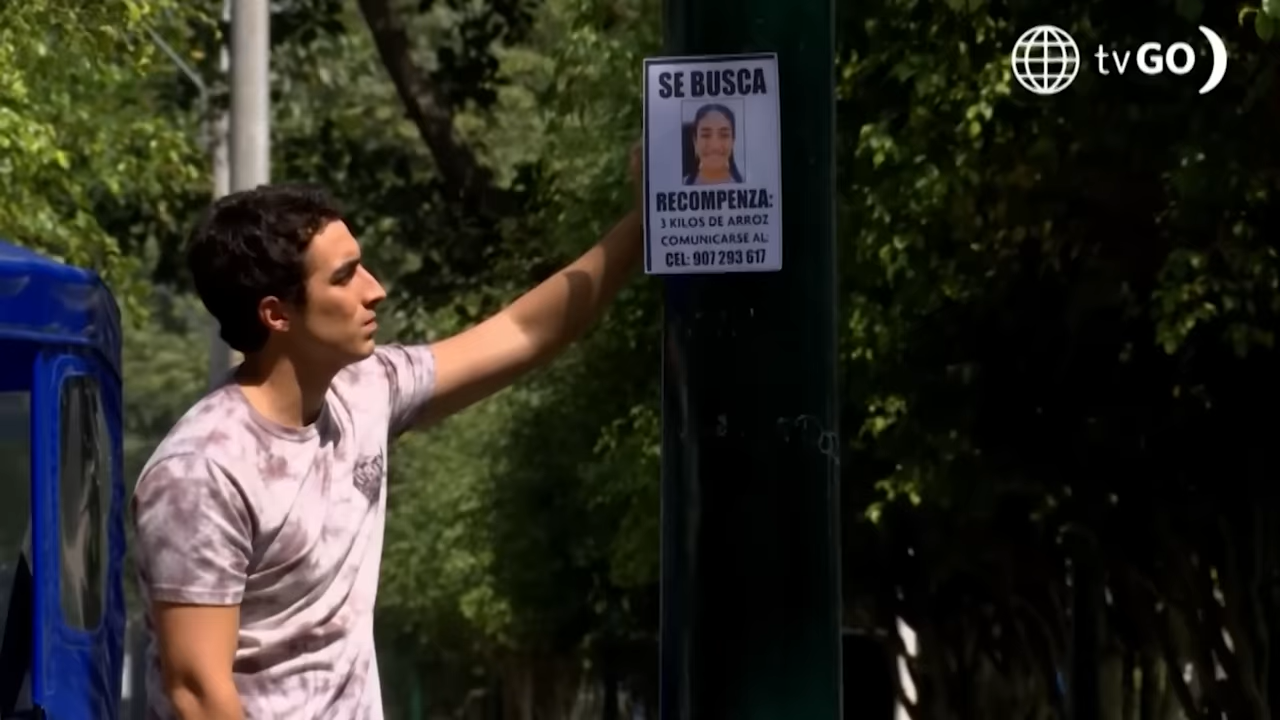 tvGO
SE BUSCA
RECOMPENZA:
3 KILOS DE ARROZ
COMUNICARSE AL:
CEL: 907 293 617